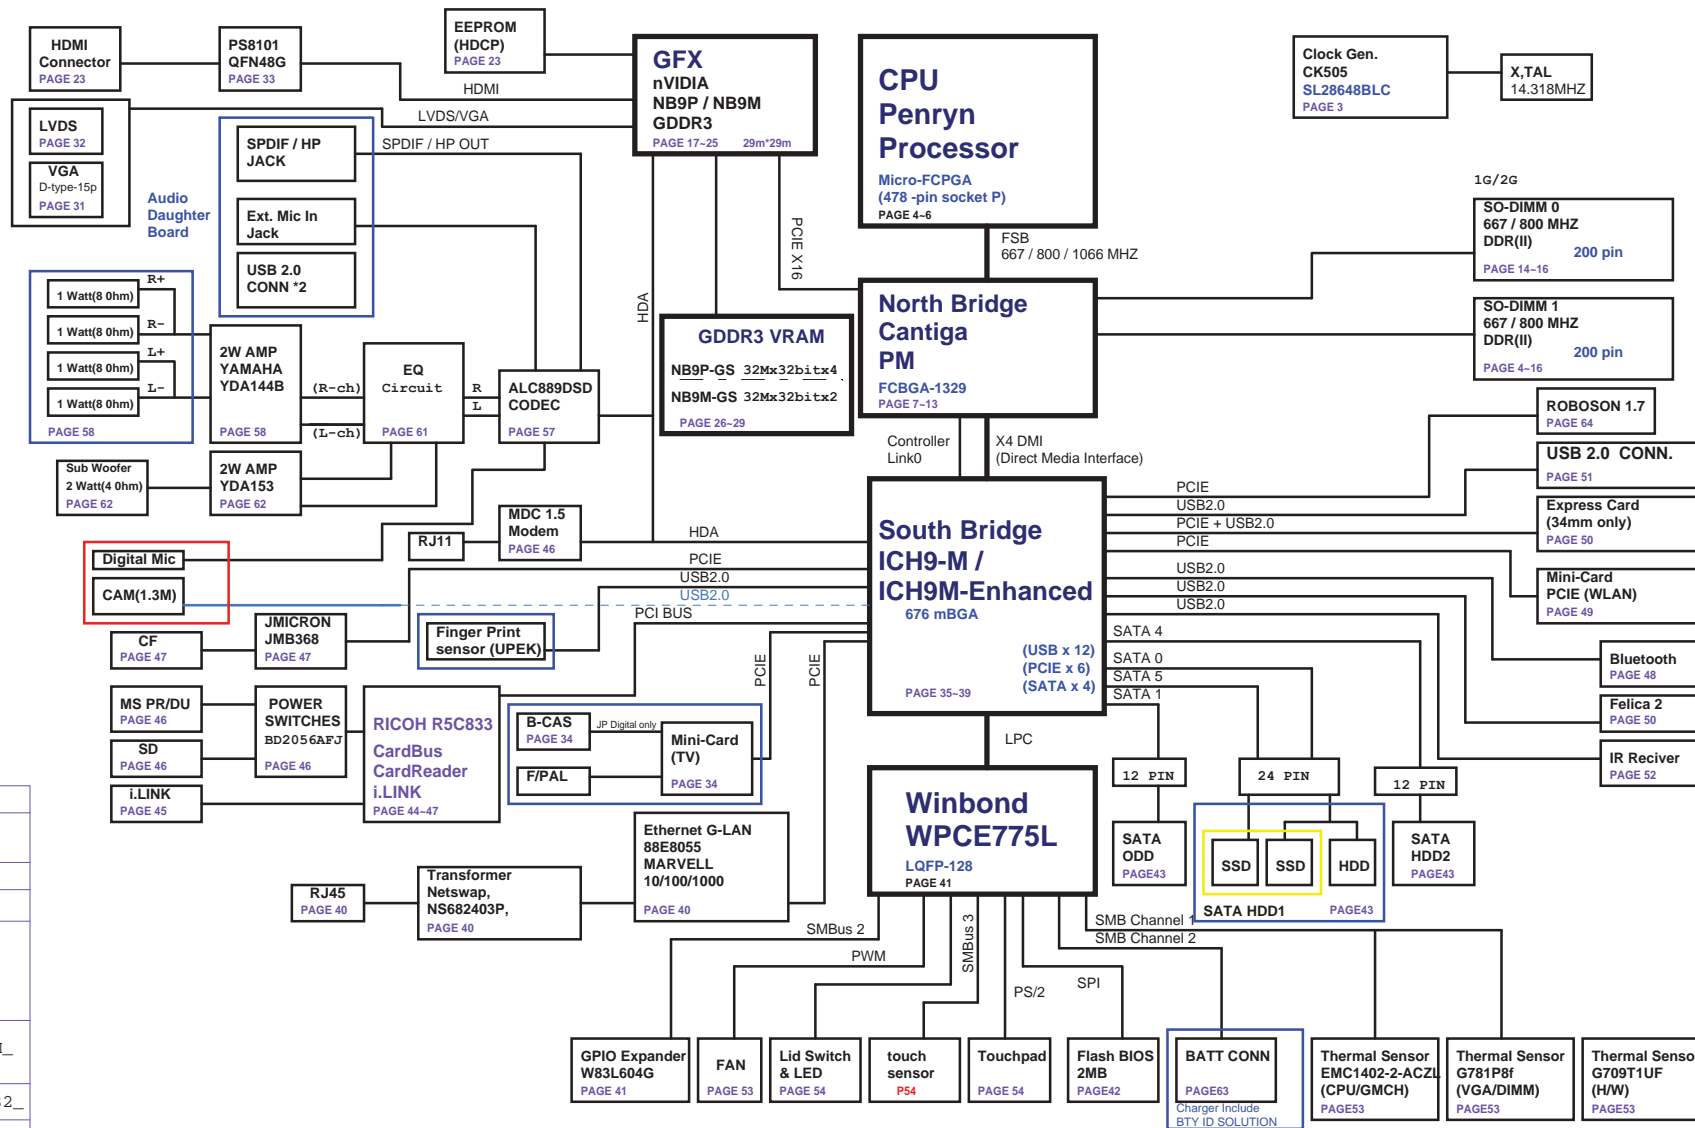 HDMI
Connector
PAGE 23
PS8101
QFN48G
PAGE 33
EEPROM
(HDCP)
PAGE 23
HDMI
LVDS/VGA
GFX
nVIDIA
NB9P / NB9M
GDDR3
PAGE 17~25 29m*29m
CPU
Penryn
Processor
Micro-FCPGA
(478 -pin socket P)
PAGE 4~6
Clock Gen.
CK505
SL28648BLC
PAGE 3
X,TAL
14.318MHZ
LVDS
PAGE 32
VGA
D-type-15p
PAGE 31
Audio
Daughter
Board
SPDIF / HP
JACK
SPDIF / HP OUT
Ext. Mic In
Jack
USB 2.0
CONN *2
PCIE X16
HDA
FSB
667 / 800 / 1066 MHZ
1G/2G
SO-DIMM 0
667 / 800 MHZ
DDR(II)
200 pin
PAGE 14~16
SO-DIMM 1
667 / 800 MHZ
DDR(II)
200 pin
PAGE 4~16
North Bridge
Cantiga
PM
FCBGA-1329
PAGE 7~13
GDDR3 VRAM
NB9P-GS 32Mx32bitx4
NB9M-GS 32Mx32bitx2
PAGE 26~29
R+
1 Watt(8 Ohm)
R-
1 Watt(8 Ohm)
L+
1 Watt(8 Ohm)
L-
1 Watt(8 Ohm)
PAGE 58
2W AMP
YAMAHA
YDA144B
PAGE 58
(R-ch)
(L-ch)
EQ
Circuit
PAGE 61
R
L
ALC889DSD
CODEC
PAGE 57
Sub Woofer
2 Watt(4 Ohm)
PAGE 62
2W AMP
YDA153
PAGE 62
Controller
Link0
X4 DMI
(Direct Media Interface)
ROBOSON 1.7
PAGE 64
USB 2.0 CONN.
PAGE 51
Express Card
(34mm only)
PAGE 50
Mini-Card
PCIE (WLAN)
PAGE 49
Bluetooth
PAGE 48
Felica 2
PAGE 50
IR Reciver
PAGE 52
PCIE
USB2.0
PCIE + USB2.0
PCIE
USB2.0
USB2.0
USB2.0
South Bridge
ICH9-M /
ICH9M-Enhanced
676 mBGA
(USB x 12)
(PCIE x 6)
(SATA x 4)
PAGE 35~39
SATA 4
SATA 0
SATA 5
SATA 1
RJ11
MDC 1.5
Modem
PAGE 46
HDA
PCIE
USB2.0
USB2.0
PCI BUS
Digital Mic
CAM(1.3M)
CF
PAGE 47
JMICRON
JMB368
PAGE 47
Finger Print
sensor (UPEK)
PCIE
PCIE
MS PR/DU
PAGE 46
SD
PAGE 46
i.LINK
PAGE 45
POWER
SWITCHES
BD2056AFJ
PAGE 46
RICOH R5C833
CardBus
CardReader
i.LINK
PAGE 44~47
B-CAS
PAGE 34
JP Digital only
F/PAL
Mini-Card
(TV)
PAGE 34
LPC
12 PIN
24 PIN
12 PIN
SATA
ODD
PAGE43
SSD
SSD
HDD
SATA HDD1 PAGE43
SATA
HDD2
PAGE43
Winbond
WPCE775L
LQFP-128
PAGE 41
RJ45
PAGE 40
Transformer
Netswap,
NS682403P,
PAGE 40
Ethernet G-LAN
88E8055
MARVELL
10/100/1000
PAGE 40
SMBus 2
PWM
SMBus 3
PS/2
SPI
SMB Channel 1
SMB Channel 2
GPIO Expander
W83L604G
PAGE 41
FAN
PAGE 53
Lid Switch
& LED
PAGE 54
touch
sensor
P54
Touchpad
PAGE 54
Flash BIOS
2MB
PAGE42
BATT CONN
PAGE63
Charger Include
BTY ID SOLUTION
Thermal Sensor
EMC1402-2-ACZL
(CPU/GMCH)
PAGE53
Thermal Sensor
G781P8f
(VGA/DIMM)
PAGE53
Thermal Senso
G709T1UF
(H/W)
PAGE53
2_